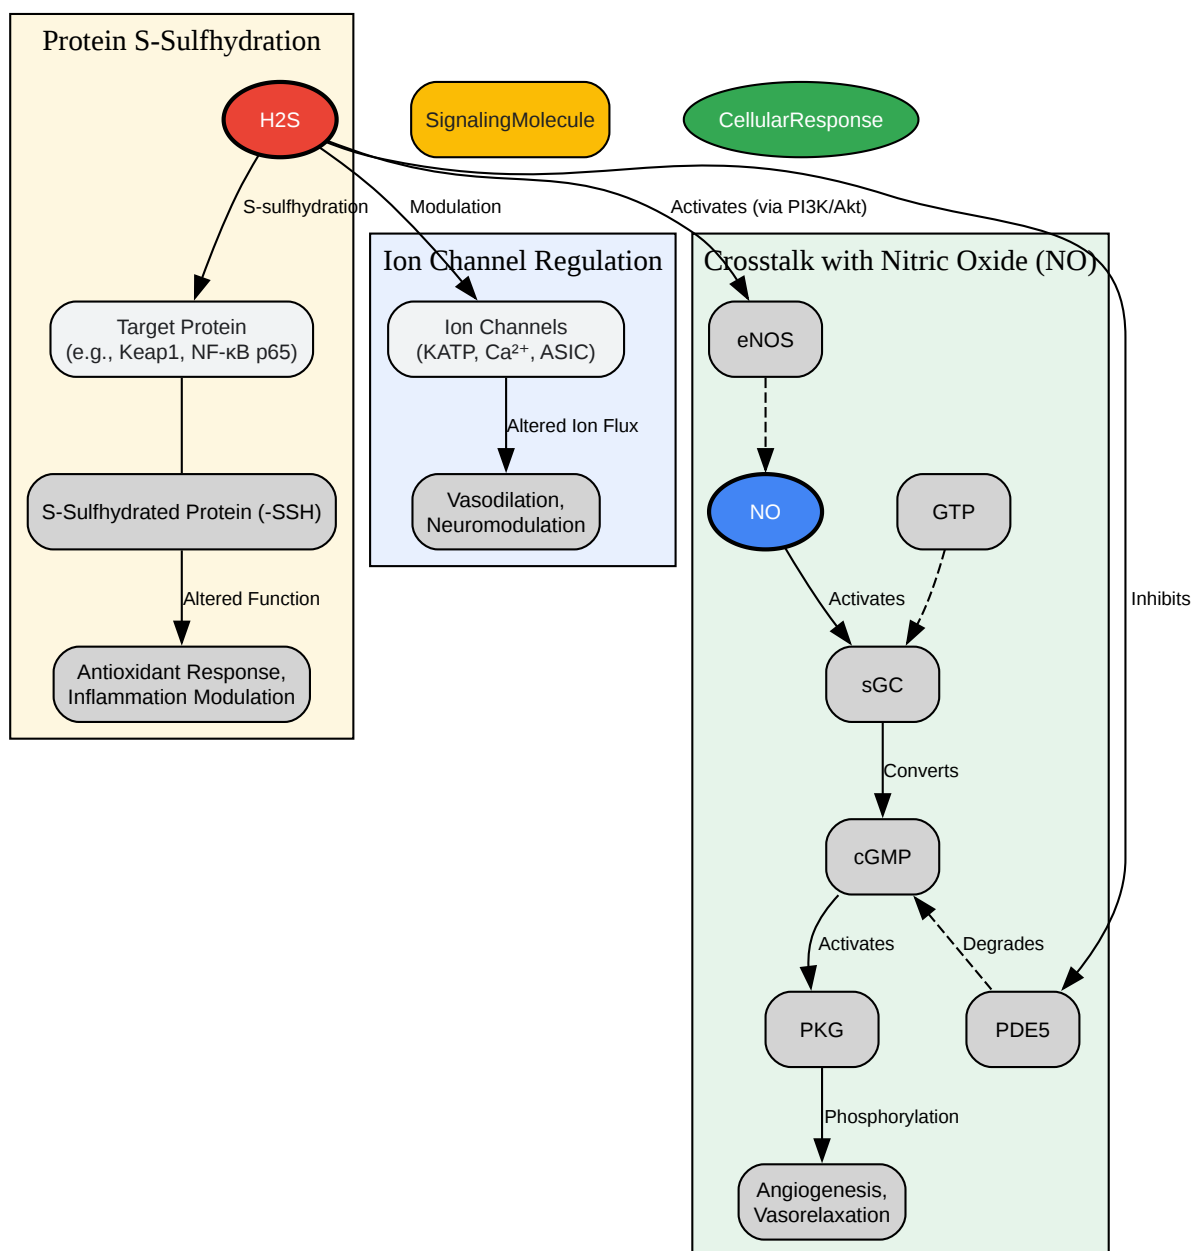 Protein S-Sulfhydration
H2S
SignalingMolecule
CellularResponse
S-sulfhydration
Modulation
Activates (via PI3K/Akt)
Ion Channel Regulation
Crosstalk with Nitric Oxide (NO)
Target Protein
(e.g., Keap1, NF-κB p65)
Ion Channels
(KATP, Ca²⁺, ASIC)
eNOS
Altered Ion Flux
S-Sulfhydrated Protein (-SSH)
Vasodilation,
Neuromodulation
NO
GTP
Altered Function
Activates
Inhibits
Antioxidant Response,
Inflammation Modulation
sGC
Converts
cGMP
Activates
Degrades
PKG
PDE5
Phosphorylation
Angiogenesis,
Vasorelaxation